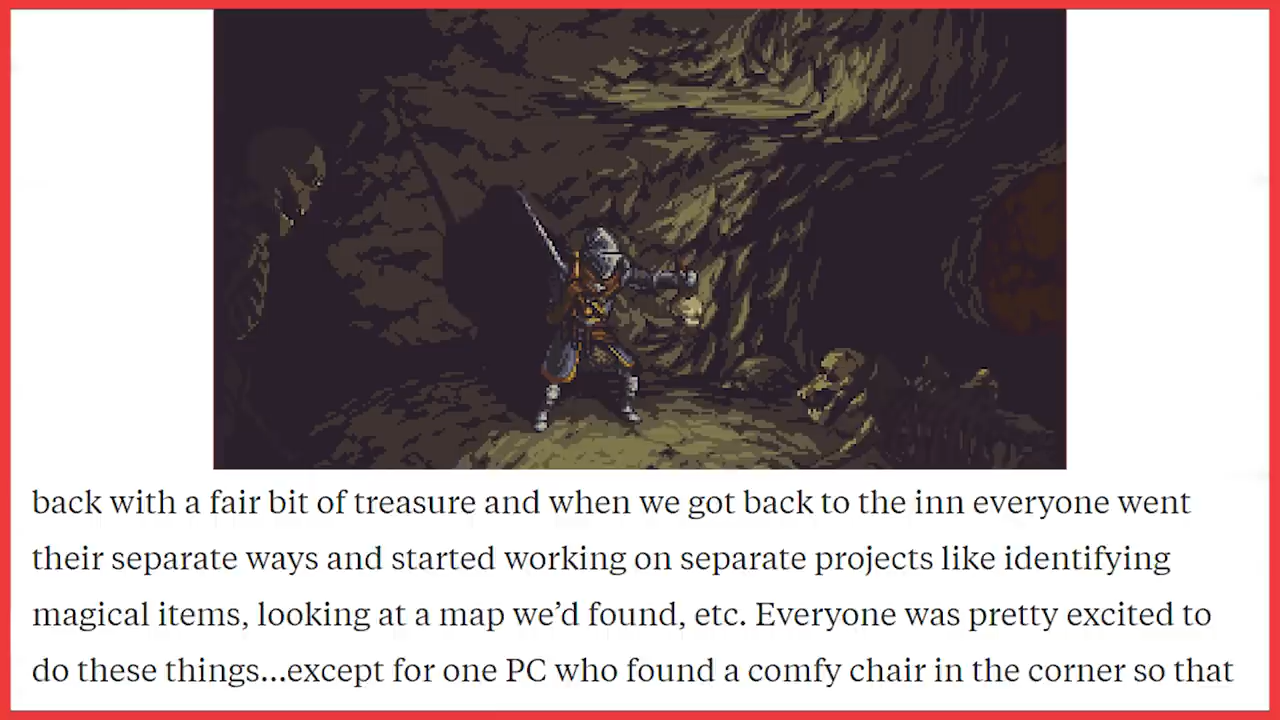 back with a fair bit of treasure and when we got back to the inn everyone went
their separate ways and started working on separate projects like identifying
magical items, looking at a map we’d found, etc. Everyone was pretty excited to
do these things...except for one PC who found a comfy chair in the corner so that